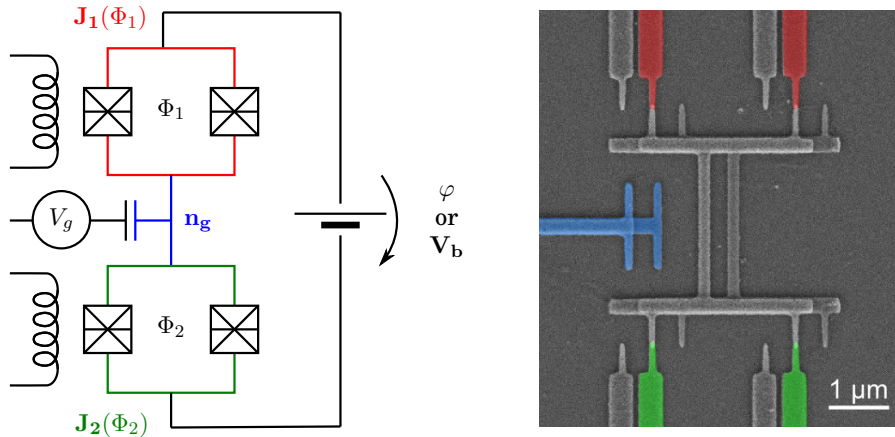 J₁(Φ₁)
Φ₁
V_g
n_g
φ
or
V_b
Φ₂
J₂(Φ₂)
1 µm